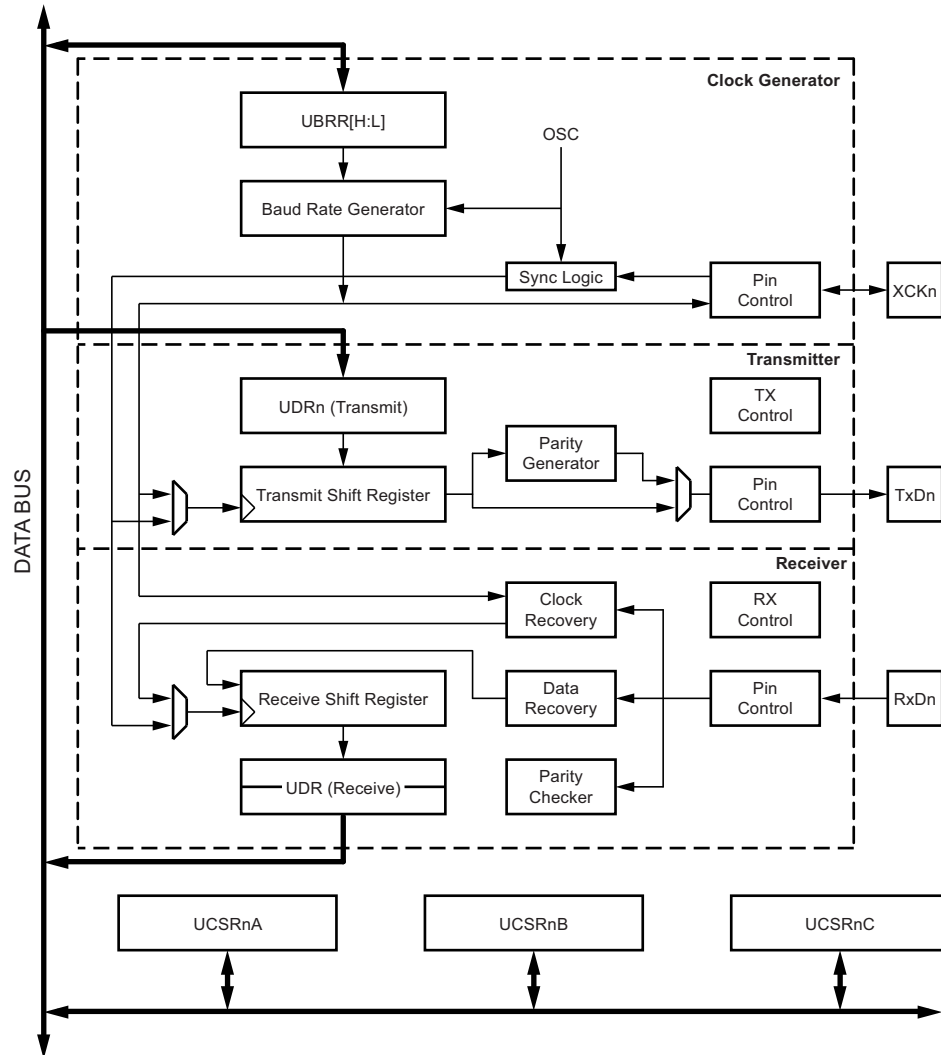 Clock Generator
UBRR[H:L]
OSC
Baud Rate Generator
Sync Logic
Pin
Control
XCKn
Transmitter
UDRn (Transmit)
TX
Control
Parity
Generator
Transmit Shift Register
Pin
Control
TxDn
DATA BUS
Receiver
Clock
Recovery
RX
Control
Receive Shift Register
Data
Recovery
Pin
Control
RxDn
UDR (Receive)
Parity
Checker
UCSRnA
UCSRnB
UCSRnC